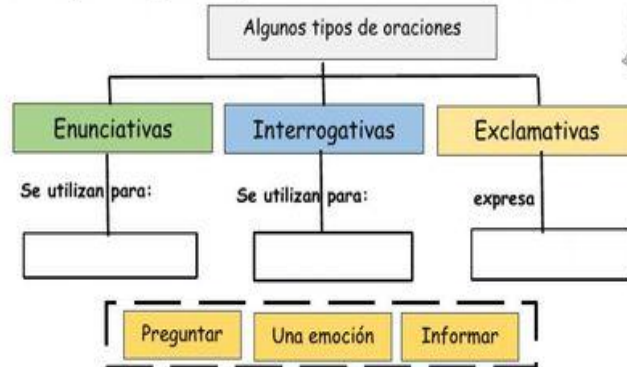 Algunos tipos de oraciones
Enunciativas Interrogativas Exclamativas
Se utilizan para: Se utilizan para: expresa
Preguntar Una emoción Informar